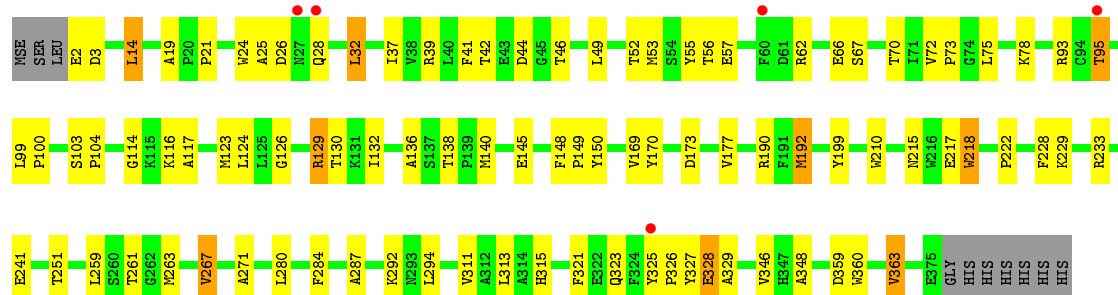 MSE SER LEU E2 D3 L14 A19 P20 P21 W24 A25 D26 N27 Q28 L32 I37 V38 R39 L40 F41 T42 E43 D44 G45 T46 L49 T52 M53 S54 Y55 T56 E57 F60 D61 R62 E66 S67 T70 I71 V72 P73 G74 L75 K78 R93 C94 T95
L99 P100 S103 P104 G114 K115 K116 A117 M123 L124 L125 G126 R129 T130 K131 I132 A136 S137 T138 P139 M140 E145 F148 P149 Y150 V169 Y170 D173 V177 R190 F191 M192 Y199 W210 N215 W216 E217 W218 P222 F228 K229 R233
E241 T251 L259 S260 T261 G262 M263 V267 A271 L280 F284 A287 K292 N293 L294 V311 A312 L313 A314 H315 F321 E322 Q323 F324 Y325 P326 Y327 E328 A329 V346 H347 A348 D359 W360 V363 E375 GLY HIS HIS HIS HIS HIS HIS